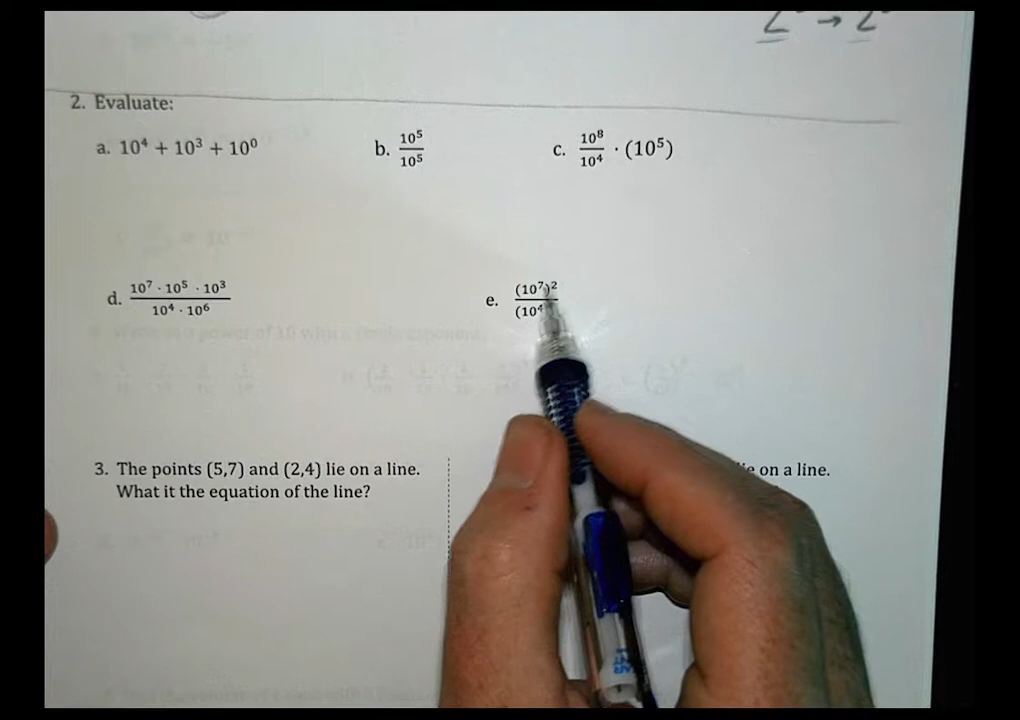 2. Evaluate:
a. 10⁴ + 10³ + 10⁰ b. 10⁵/10⁵ c. 10⁸/10⁴ · (10⁵)
d. 10⁷ · 10⁵ · 10³/10⁴ · 10⁶ e. (10⁷)²/(10⁴
3. The points (5,7) and (2,4) lie on a line. on a line.
What it the equation of the line?